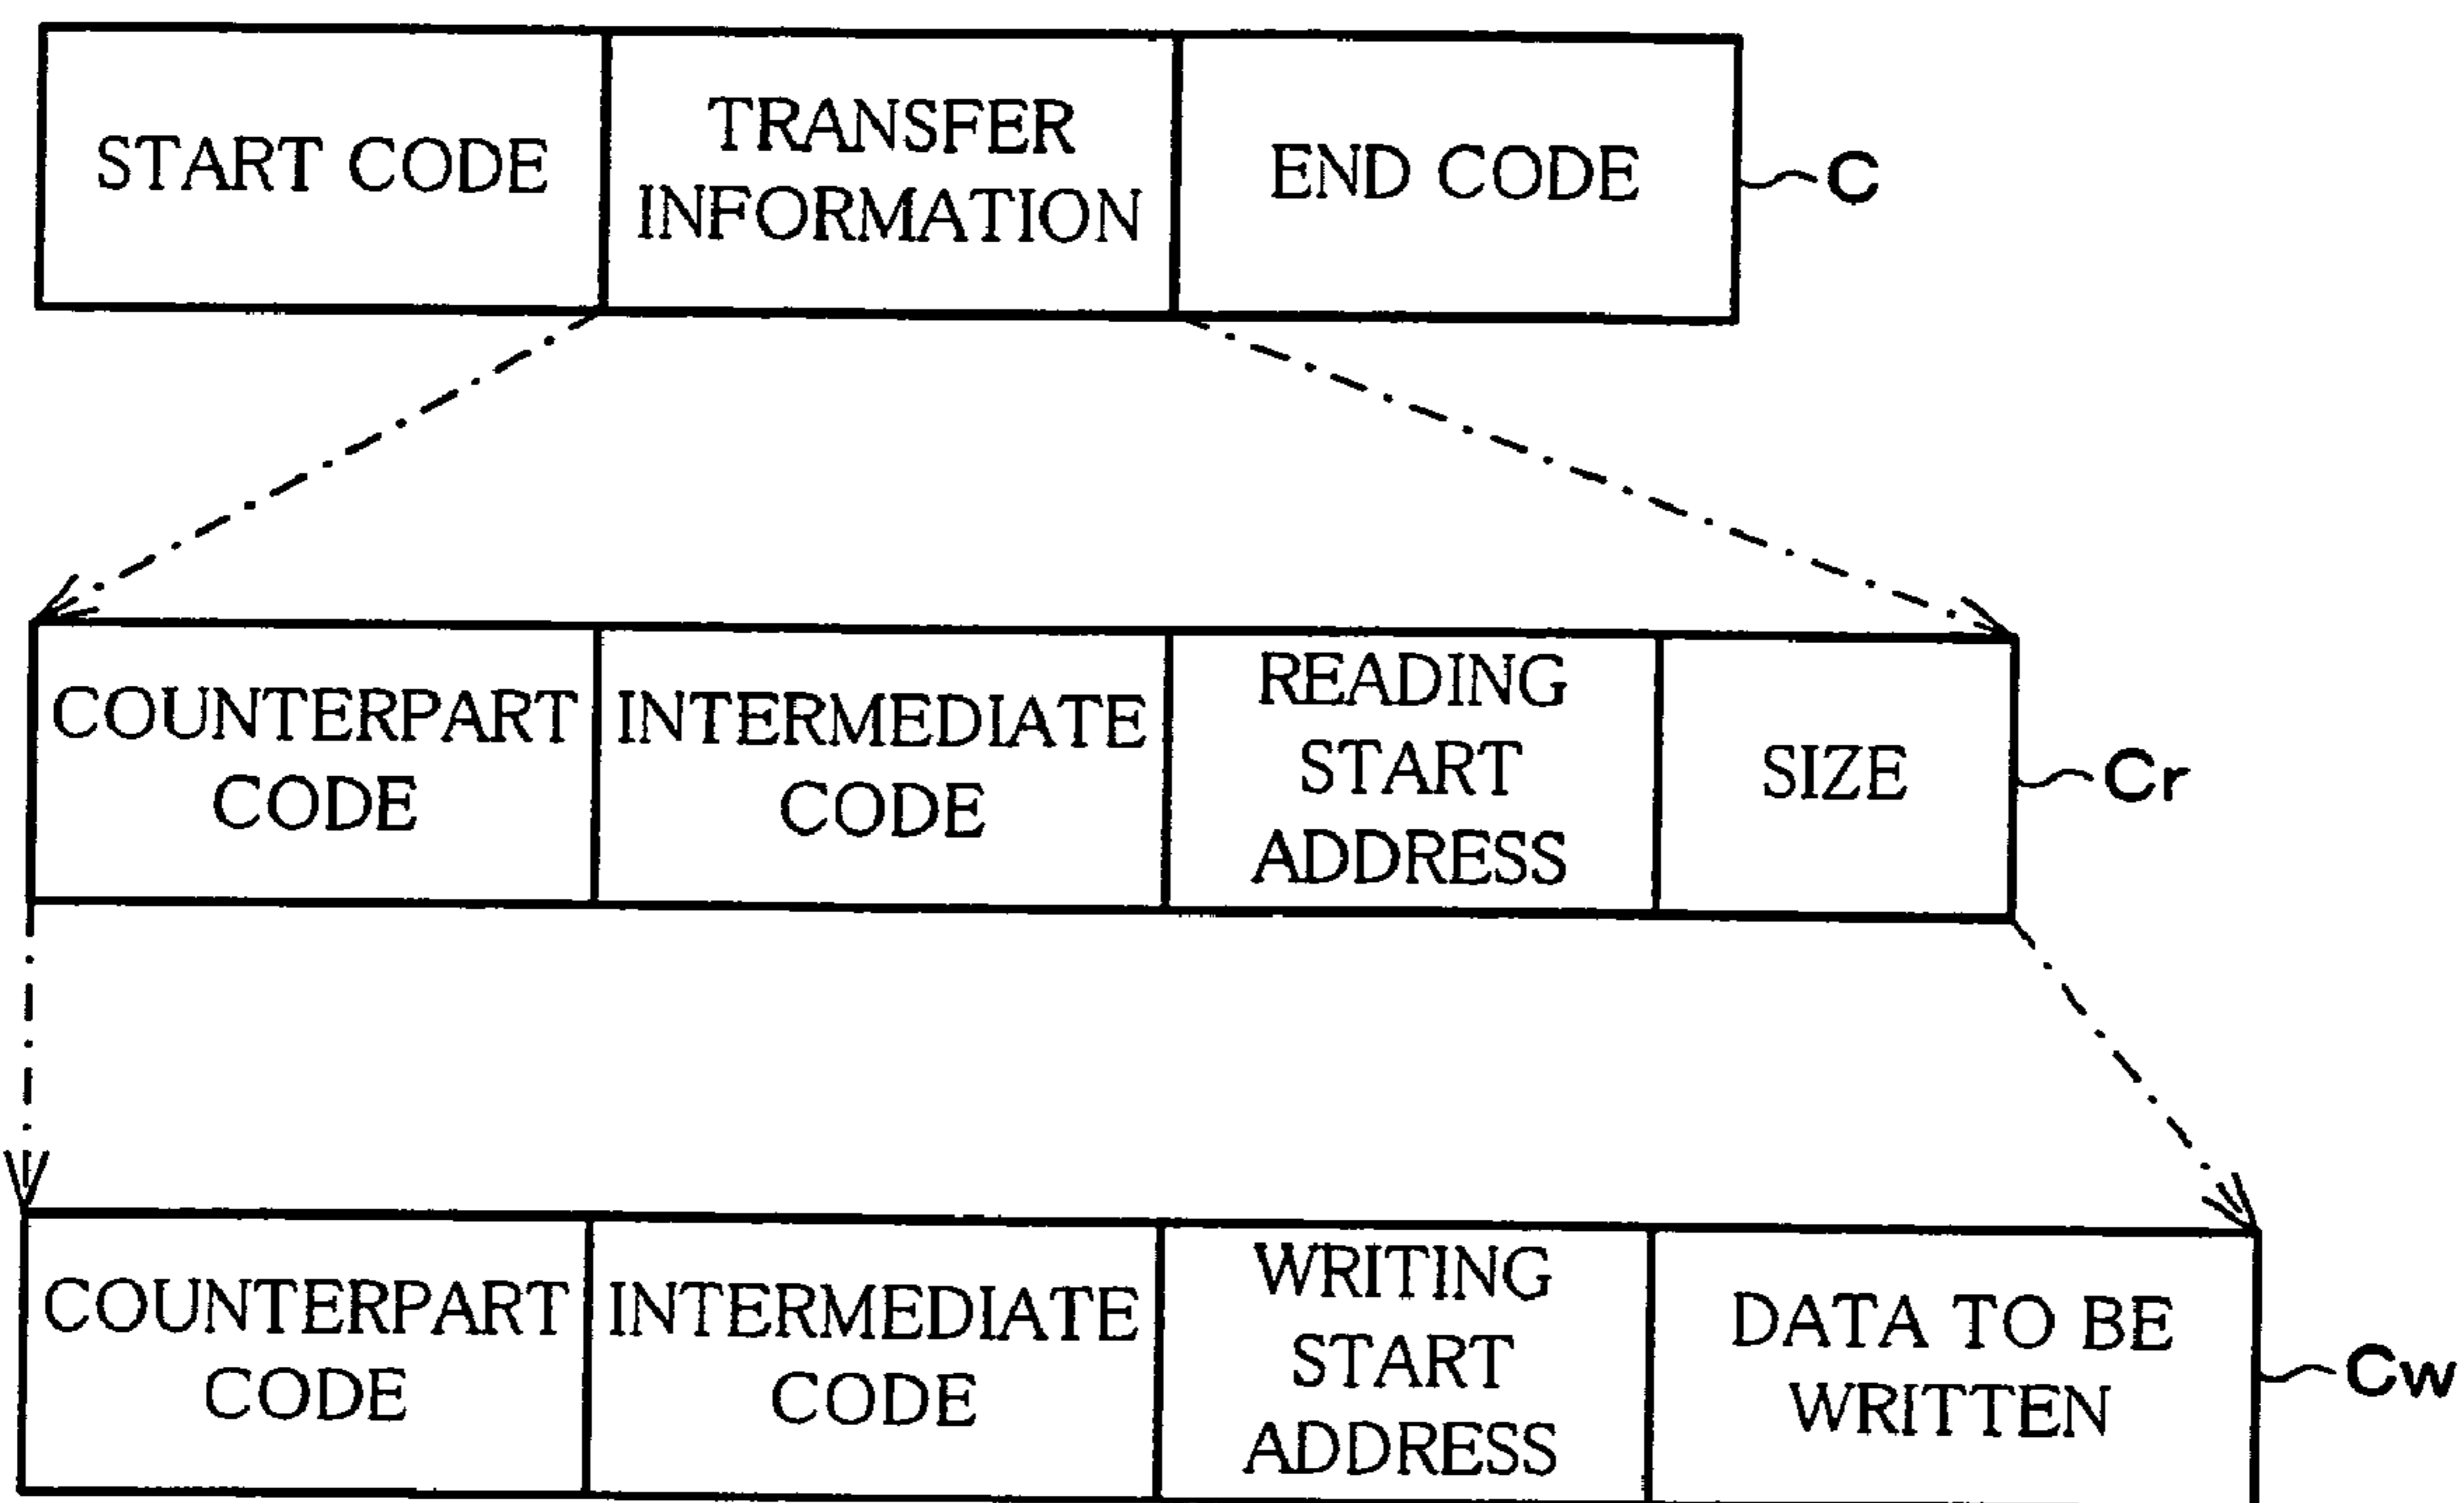 START CODE
TRANSFER
INFORMATION
END CODE
C
COUNTERPART
CODE
INTERMEDIATE
CODE
READING
START
ADDRESS
SIZE
Cr
COUNTERPART
CODE
INTERMEDIATE
CODE
WRITING
START
ADDRESS
DATA TO BE
WRITTEN
Cw